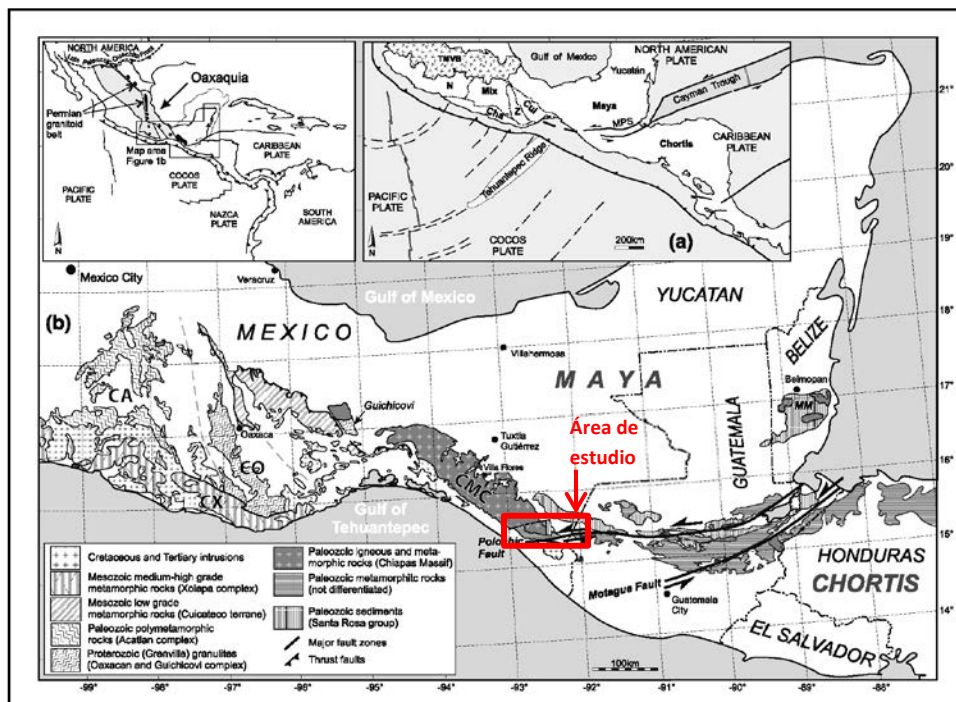 NORTH AMERICA
Late Paleozoic Orogenic Front
Oaxaquia
Permian
granitoid
belt
Map area
Figure 1b
CARIBBEAN
PLATE
COCOS
PLATE
PACIFIC
PLATE
NAZCA
PLATE
SOUTH
AMERICA
N
TMVB
Gulf of Mexico
NORTH AMERICAN
PLATE
Yucatán
Cayman Trough
N
Mix
Cui
Z
Cha
Maya
MPS
CARIBBEAN
PLATE
Chortis
Tehuantepec Ridge
PACIFIC
PLATE
COCOS
PLATE
N
200km
(a)
21°
20°
19°
18°
17°
16°
15°
14°
Mexico City
Veracruz
Gulf of Mexico
YUCATAN
(b)
MEXICO
Villahermosa
MAYA
BELIZE
Belmopan
MM
GUATEMALA
CA
Guichicovi
Oaxaca
CO
CX
Tuxtla
Gutiérrez
Villa Flores
CMC
Área de
estudio
Gulf of
Tehuantepec
Polochic
Fault
Motagua Fault
Guatemala
City
HONDURAS
CHORTIS
EL SALVADOR
Cretaceous and Tertiary intrusions
Mesozoic medium-high grade
metamorphic rocks (Xolapa complex)
Mesozoic low grade
metamorphic rocks (Cuicateco terrane)
Paleozoic polymetamorphic
rocks (Acatlan complex)
Proterozoic (Grenville) granulites
(Oaxacan and Guichicovi complex)
Paleozoic igneous and meta-
morphic rocks (Chiapas Massif)
Paleozoic metamorphic rocks
(not differentiated)
Paleozoic sediments
(Santa Rosa group)
Major fault zones
Thrust faults
100km
-99°
-98°
-97°
-96°
-95°
-94°
-93°
-92°
-91°
-90°
-89°
-88°